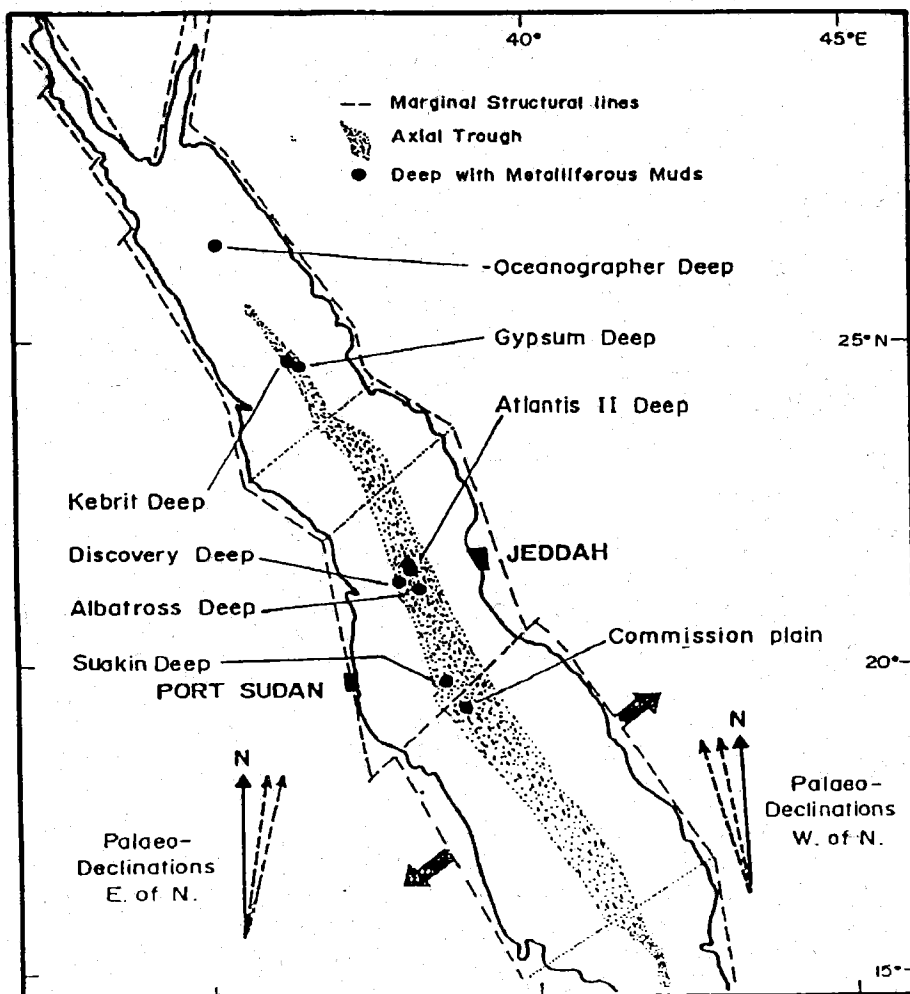 40°
45°E
Marginal Structural lines
Axial Trough
Deep with Metalliferous Muds
-Oceanographer Deep
25°N
Gypsum Deep
Atlantis II Deep
Kebrit Deep
Discovery Deep
JEDDAH
Albatross Deep
Commission plain
Suakin Deep
20°
PORT SUDAN
N
N
Palaeo-
Declinations
W. of N.
Palaeo-
Declinations
E. of N.
15°